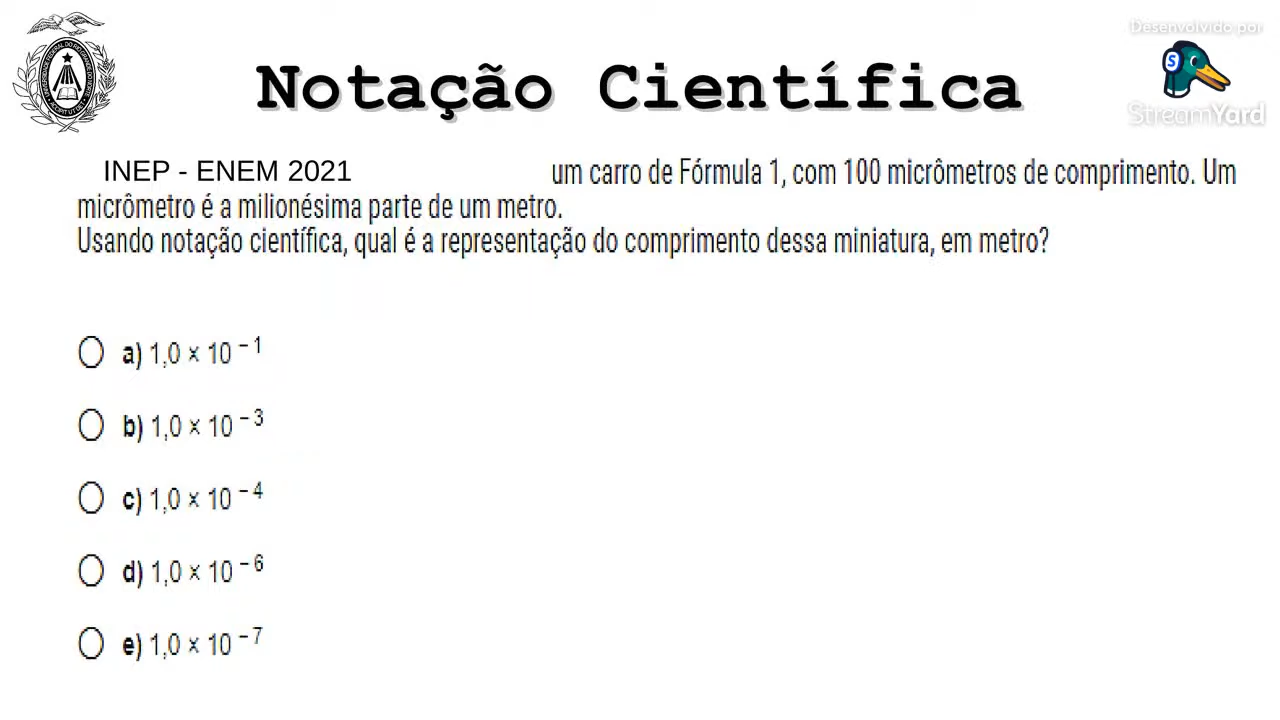 Desenvolvido por
StreamYard
Notação Científica
INEP - ENEM 2021 um carro de Fórmula 1, com 100 micrômetros de comprimento. Um
micrômetro é a milionésima parte de um metro.
Usando notação científica, qual é a representação do comprimento dessa miniatura, em metro?
a) 1,0 × 10⁻¹
b) 1,0 × 10⁻³
c) 1,0 × 10⁻⁴
d) 1,0 × 10⁻⁶
e) 1,0 × 10⁻⁷